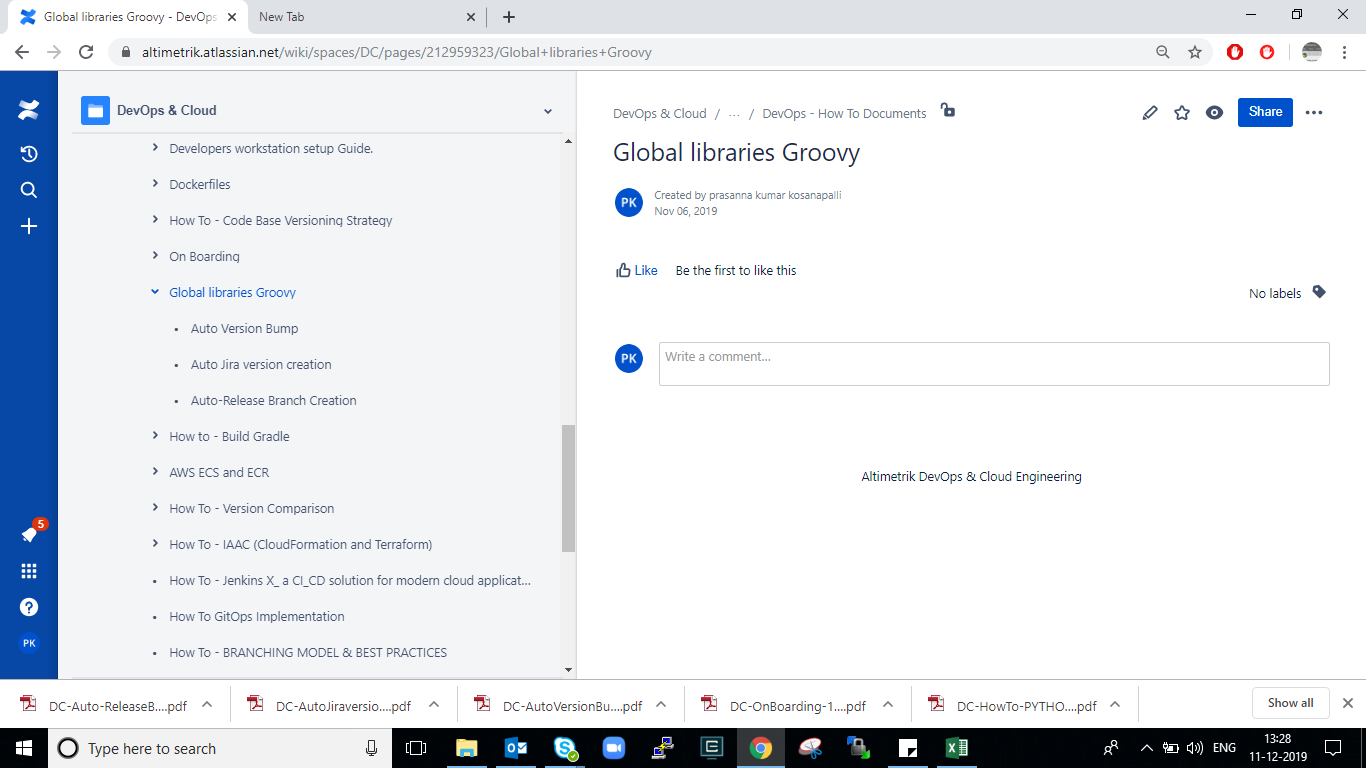 Global libraries Groovy - DevOps
New Tab
altimetrik.atlassian.net/wiki/spaces/DC/pages/212959323/Global+libraries+Groovy
DevOps & Cloud
Developers workstation setup Guide.
Dockerfiles
How To - Code Base Versioning Strategy
On Boarding
Global libraries Groovy
• Auto Version Bump
• Auto Jira version creation
• Auto-Release Branch Creation
How to - Build Gradle
AWS ECS and ECR
How To - Version Comparison
How To - IAAC (CloudFormation and Terraform)
• How To - Jenkins X_ a CI_CD solution for modern cloud applicat...
• How To GitOps Implementation
• How To - BRANCHING MODEL & BEST PRACTICES
5
?
PK
DevOps & Cloud / ... / DevOps - How To Documents
Share
Global libraries Groovy
PK
Created by prasanna kumar kosanapalli
Nov 06, 2019
Like Be the first to like this
No labels
PK
Write a comment...
Altimetrik DevOps & Cloud Engineering
DC-Auto-ReleaseB....pdf
DC-AutoJiraversio....pdf
DC-AutoVersionBu....pdf
DC-OnBoarding-1....pdf
DC-HowTo-PYTHO....pdf
Show all
Type here to search
ENG
13:28
11-12-2019